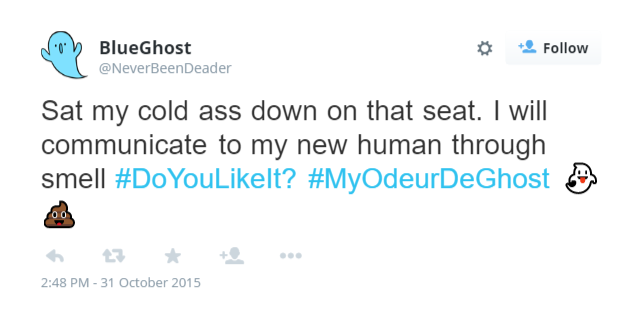 BlueGhost
@NeverBeenDeader
Follow
Sat my cold ass down on that seat. I will
communicate to my new human through
smell #DoYouLikeIt? #MyOdeurDeGhost 👻
💩
2:48 PM - 31 October 2015